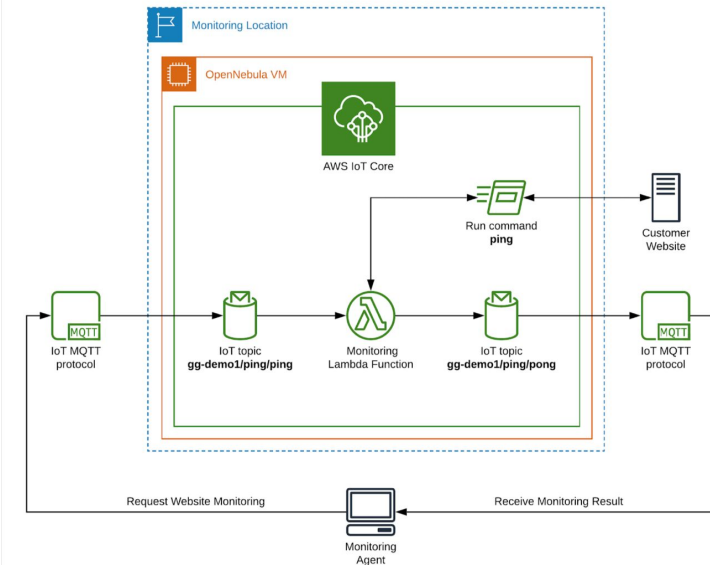 Monitoring Location
OpenNebula VM
AWS IoT Core
Run command
ping
Customer
Website
MQTT
IoT MQTT
protocol
IoT topic
gg-demo1/ping/ping
Monitoring
Lambda Function
IoT topic
gg-demo1/ping/pong
MQTT
IoT MQTT
protocol
Request Website Monitoring
Receive Monitoring Result
Monitoring
Agent